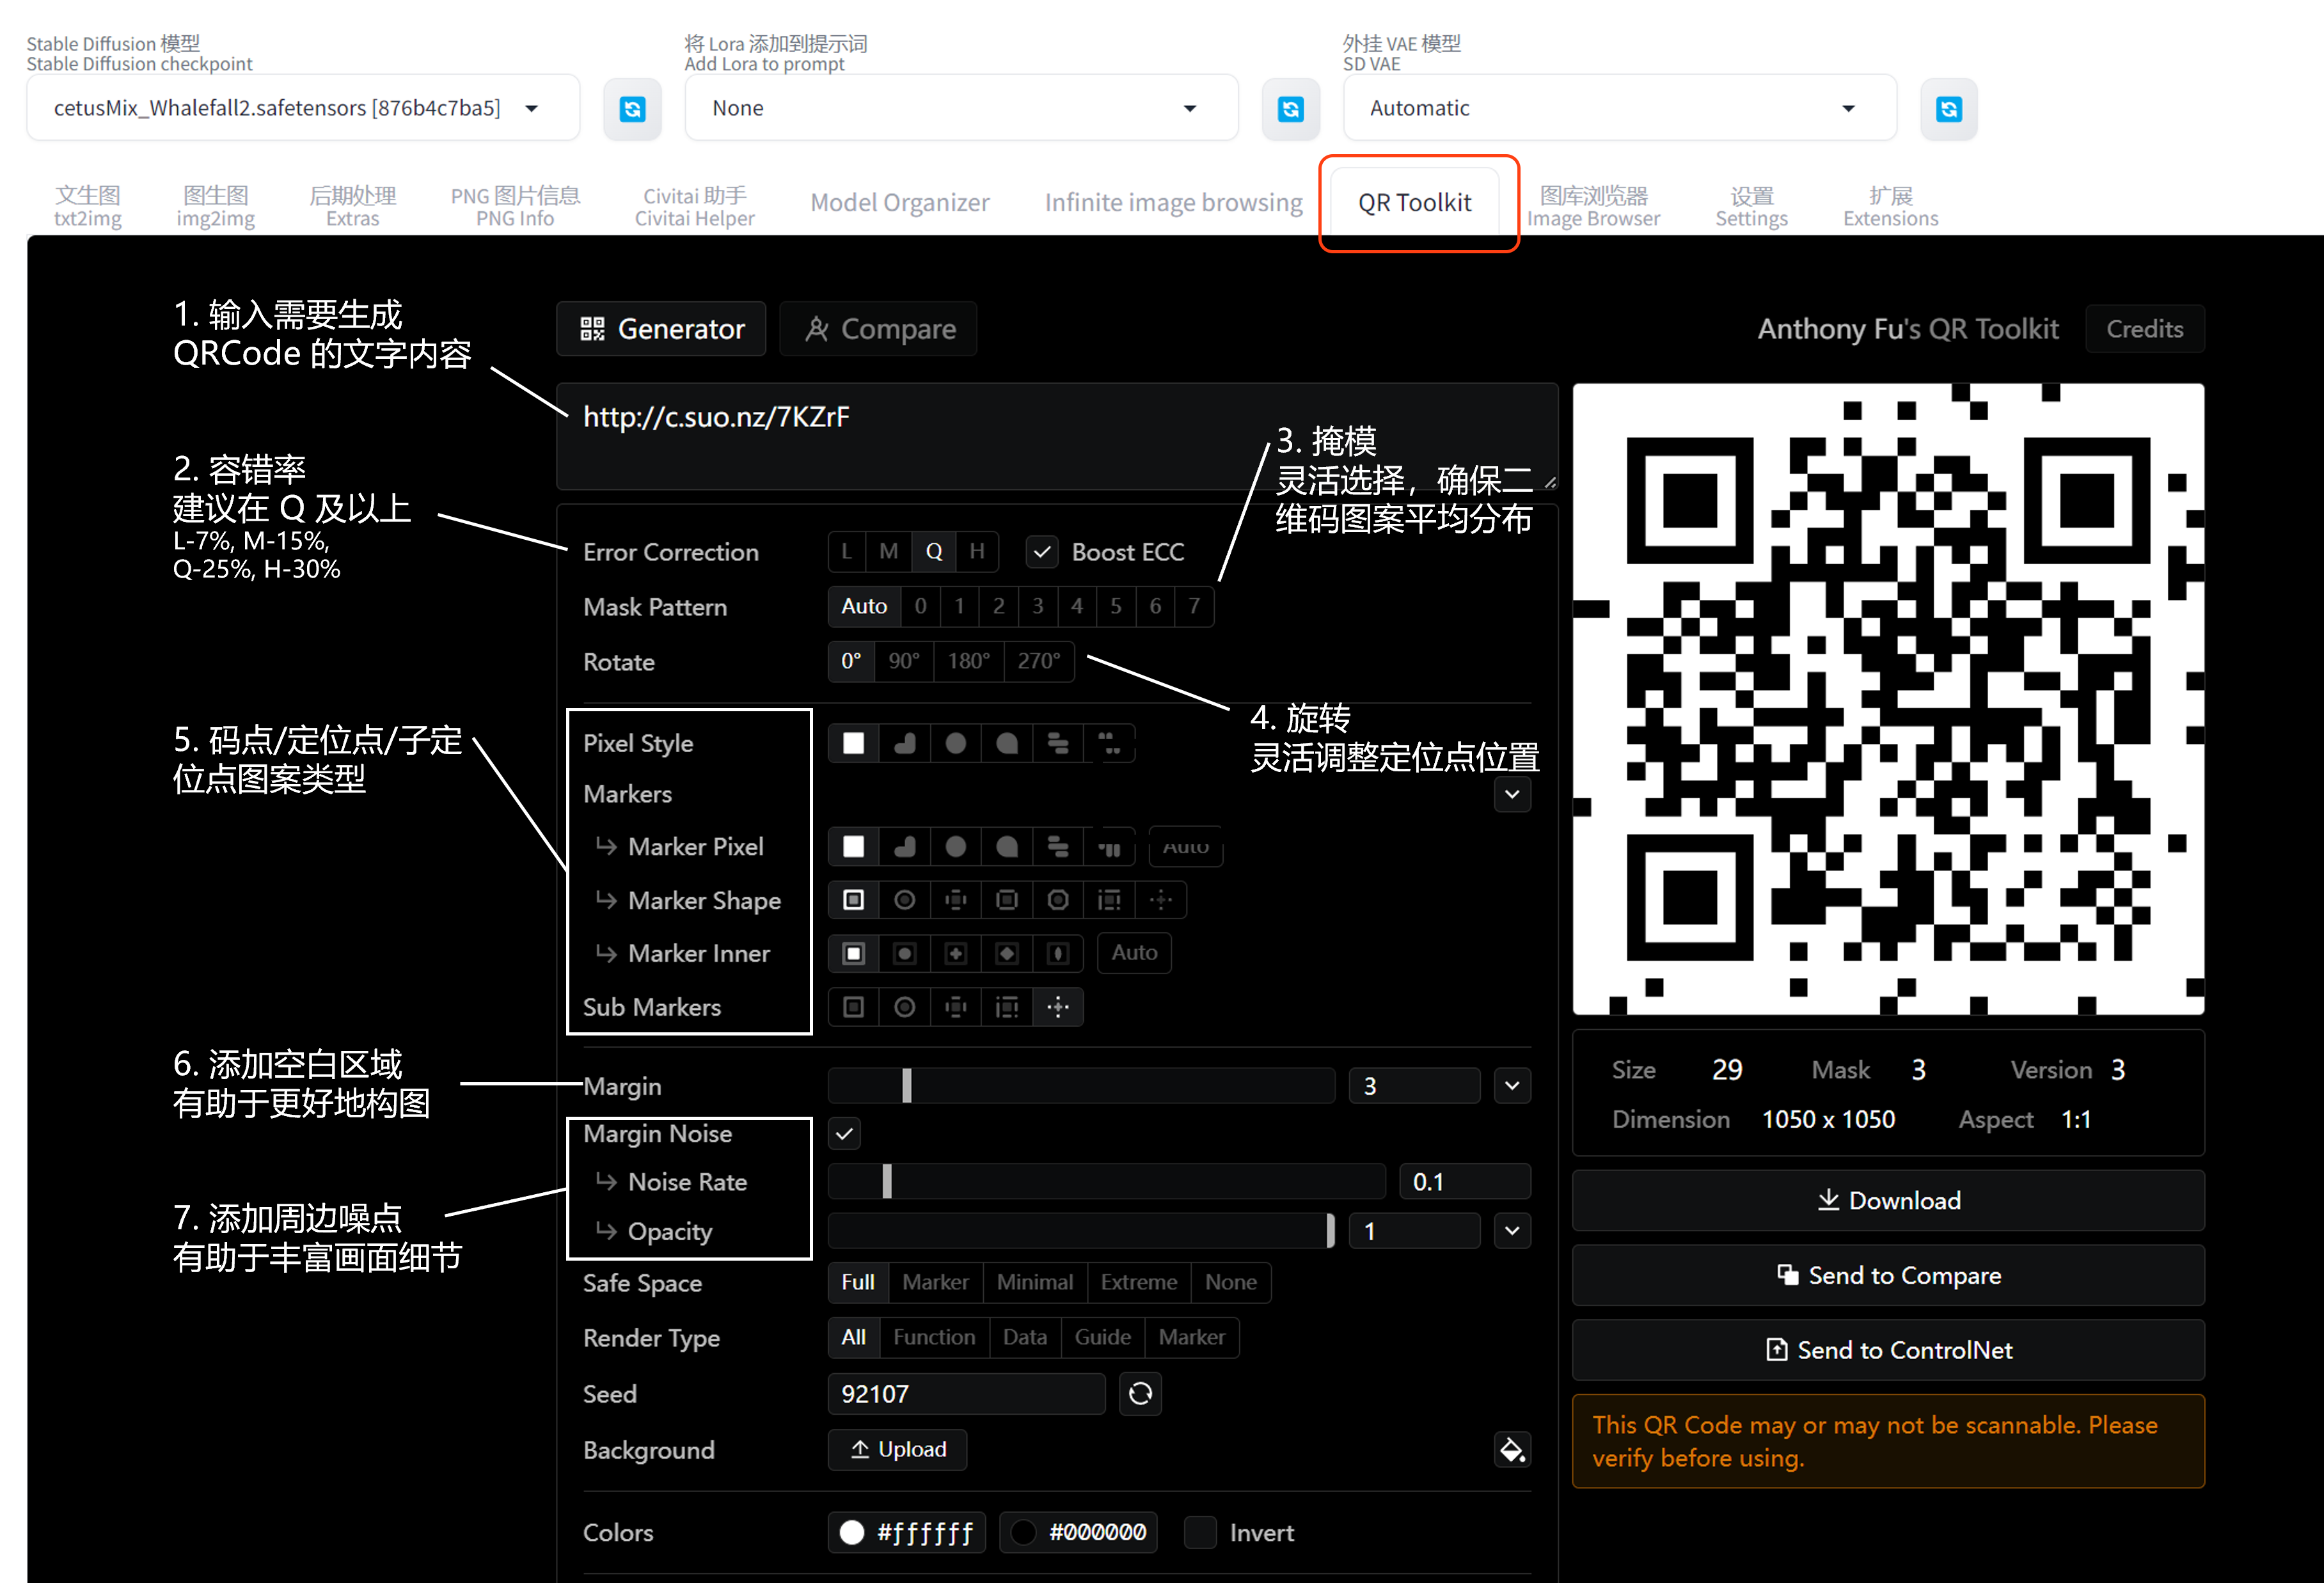 Stable Diffusion 模型
Stable Diffusion checkpoint
cetusMix_Whalefall2.safetensors [876b4c7ba5]
将 Lora 添加到提示词
Add Lora to prompt
None
外挂 VAE 模型
SD VAE
Automatic
文生图
txt2img
图生图
img2img
后期处理
Extras
PNG 图片信息
PNG Info
Civitai 助手
Civitai Helper
Model Organizer
Infinite image browsing
QR Toolkit
图库浏览器
Image Browser
设置
Settings
扩展
Extensions
1. 输入需要生成
QRCode 的文字内容
Generator
Compare
Anthony Fu's QR Toolkit
Credits
http://c.suo.nz/7KZrF
2. 容错率
建议在 Q 及以上
L-7%, M-15%,
Q-25%, H-30%
3. 掩模
灵活选择，确保二
维码图案平均分布
Error Correction
L M Q H
Boost ECC
Mask Pattern
Auto 0 1 2 3 4 5 6 7
Rotate
0° 90° 180° 270°
4. 旋转
灵活调整定位点位置
5. 码点/定位点/子定
位点图案类型
Pixel Style
Markers
Marker Pixel
Auto
Marker Shape
Marker Inner
Auto
Sub Markers
6. 添加空白区域
有助于更好地构图
Margin
3
Margin Noise
Noise Rate
0.1
Opacity
1
7. 添加周边噪点
有助于丰富画面细节
Safe Space
Full Marker Minimal Extreme None
Render Type
All Function Data Guide Marker
Seed
92107
Background
Upload
Colors
#ffffff
#000000
Invert
Size 29 Mask 3 Version 3
Dimension 1050 x 1050 Aspect 1:1
Download
Send to Compare
Send to ControlNet
This QR Code may or may not be scannable. Please
verify before using.